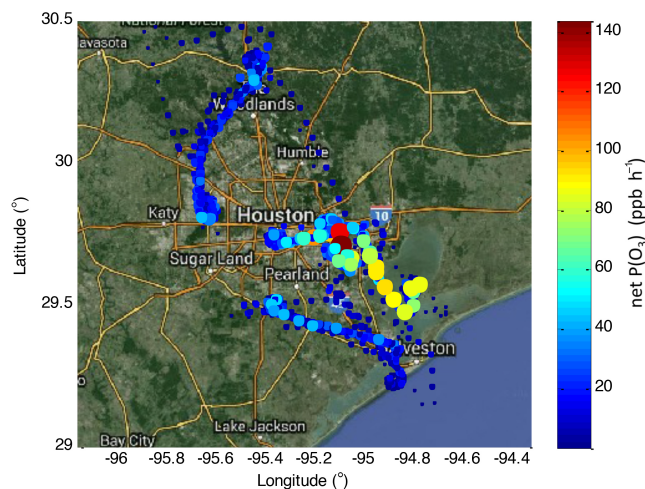 30.5
30
29.5
29
Latitude (°)
National Forest
avasota
Woodlands
Humble
Katy
Houston
10
Sugar Land
Pearland
lveston
Lake Jackson
Bay City
o
-96 -95.8 -95.6 -95.4 -95.2 -95 -94.8 -94.6 -94.4
Longitude (°)
140
120
100
80
60
40
20
net P(O₃) (ppb h⁻¹)